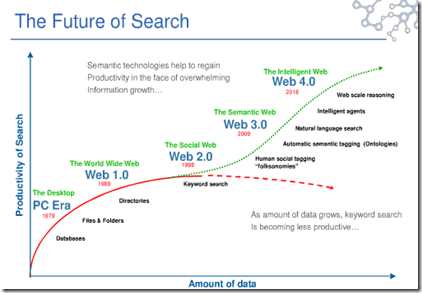 The Future of Search
Semantic technologies help to regain
Productivity in the face of overwhelming
Information growth…
The Intelligent Web
Web 4.0
2018
Web scale reasoning
The Semantic Web
Web 3.0
2008
Intelligent agents
Natural language search
The Social Web
Web 2.0
1998
Automatic semantic tagging (Ontologies)
Human social tagging
"folksonomies"
The World Wide Web
Web 1.0
1989
Keyword search
The Desktop
PC Era
1979
Directories
Files & Folders
Databases
As amount of data grows, keyword search
Is becoming less productive…
Productivity of Search
Amount of data